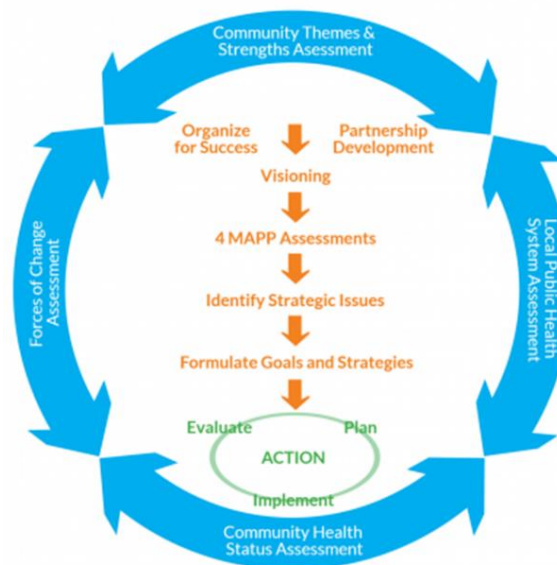 Community Themes &
Strengths Asessment
Organize
for Success
Partnership
Development
Visioning
4 MAPP Assessments
Identify Strategic Issues
Formulate Goals and Strategies
Forces of Change
Assessment
Local Public Health
System Assessment
Evaluate
Plan
ACTION
Implement
Community Health
Status Assessment